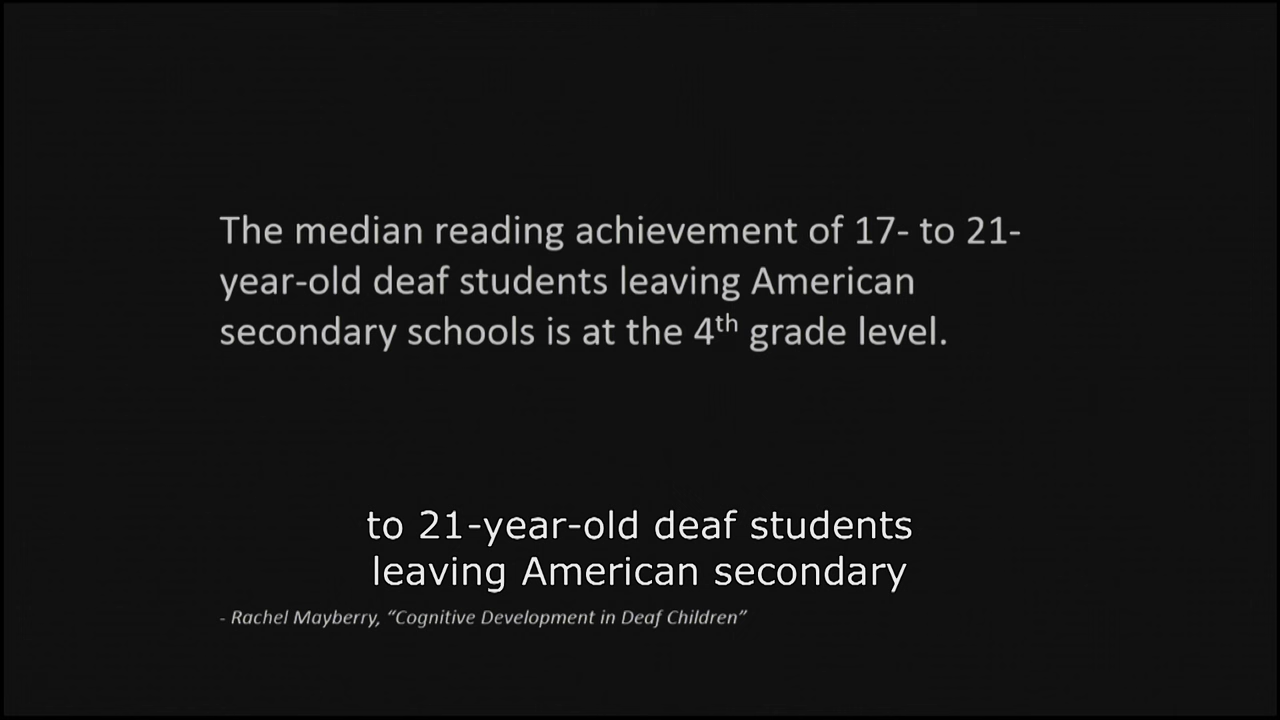 The median reading achievement of 17- to 21-
year-old deaf students leaving American
secondary schools is at the 4th grade level.
to 21-year-old deaf students
leaving American secondary
- Rachel Mayberry, “Cognitive Development in Deaf Children”